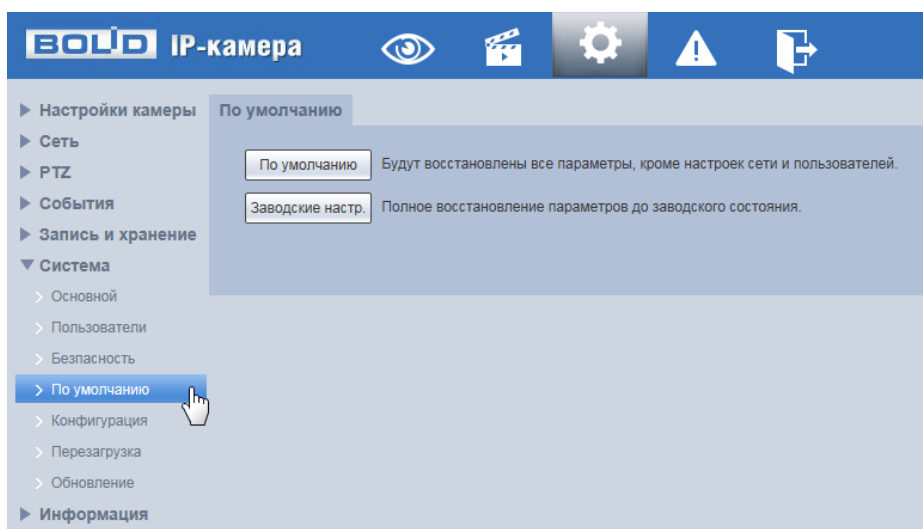 BOLID IP-камера
Настройки камеры
Сеть
PTZ
События
Запись и хранение
Система
Основной
Пользователи
Безпасность
По умолчанию
Конфигурация
Перезагрузка
Обновление
Информация
По умолчанию
По умолчанию Будут восстановлены все параметры, кроме настроек сети и пользователей.
Заводские настр. Полное восстановление параметров до заводского состояния.